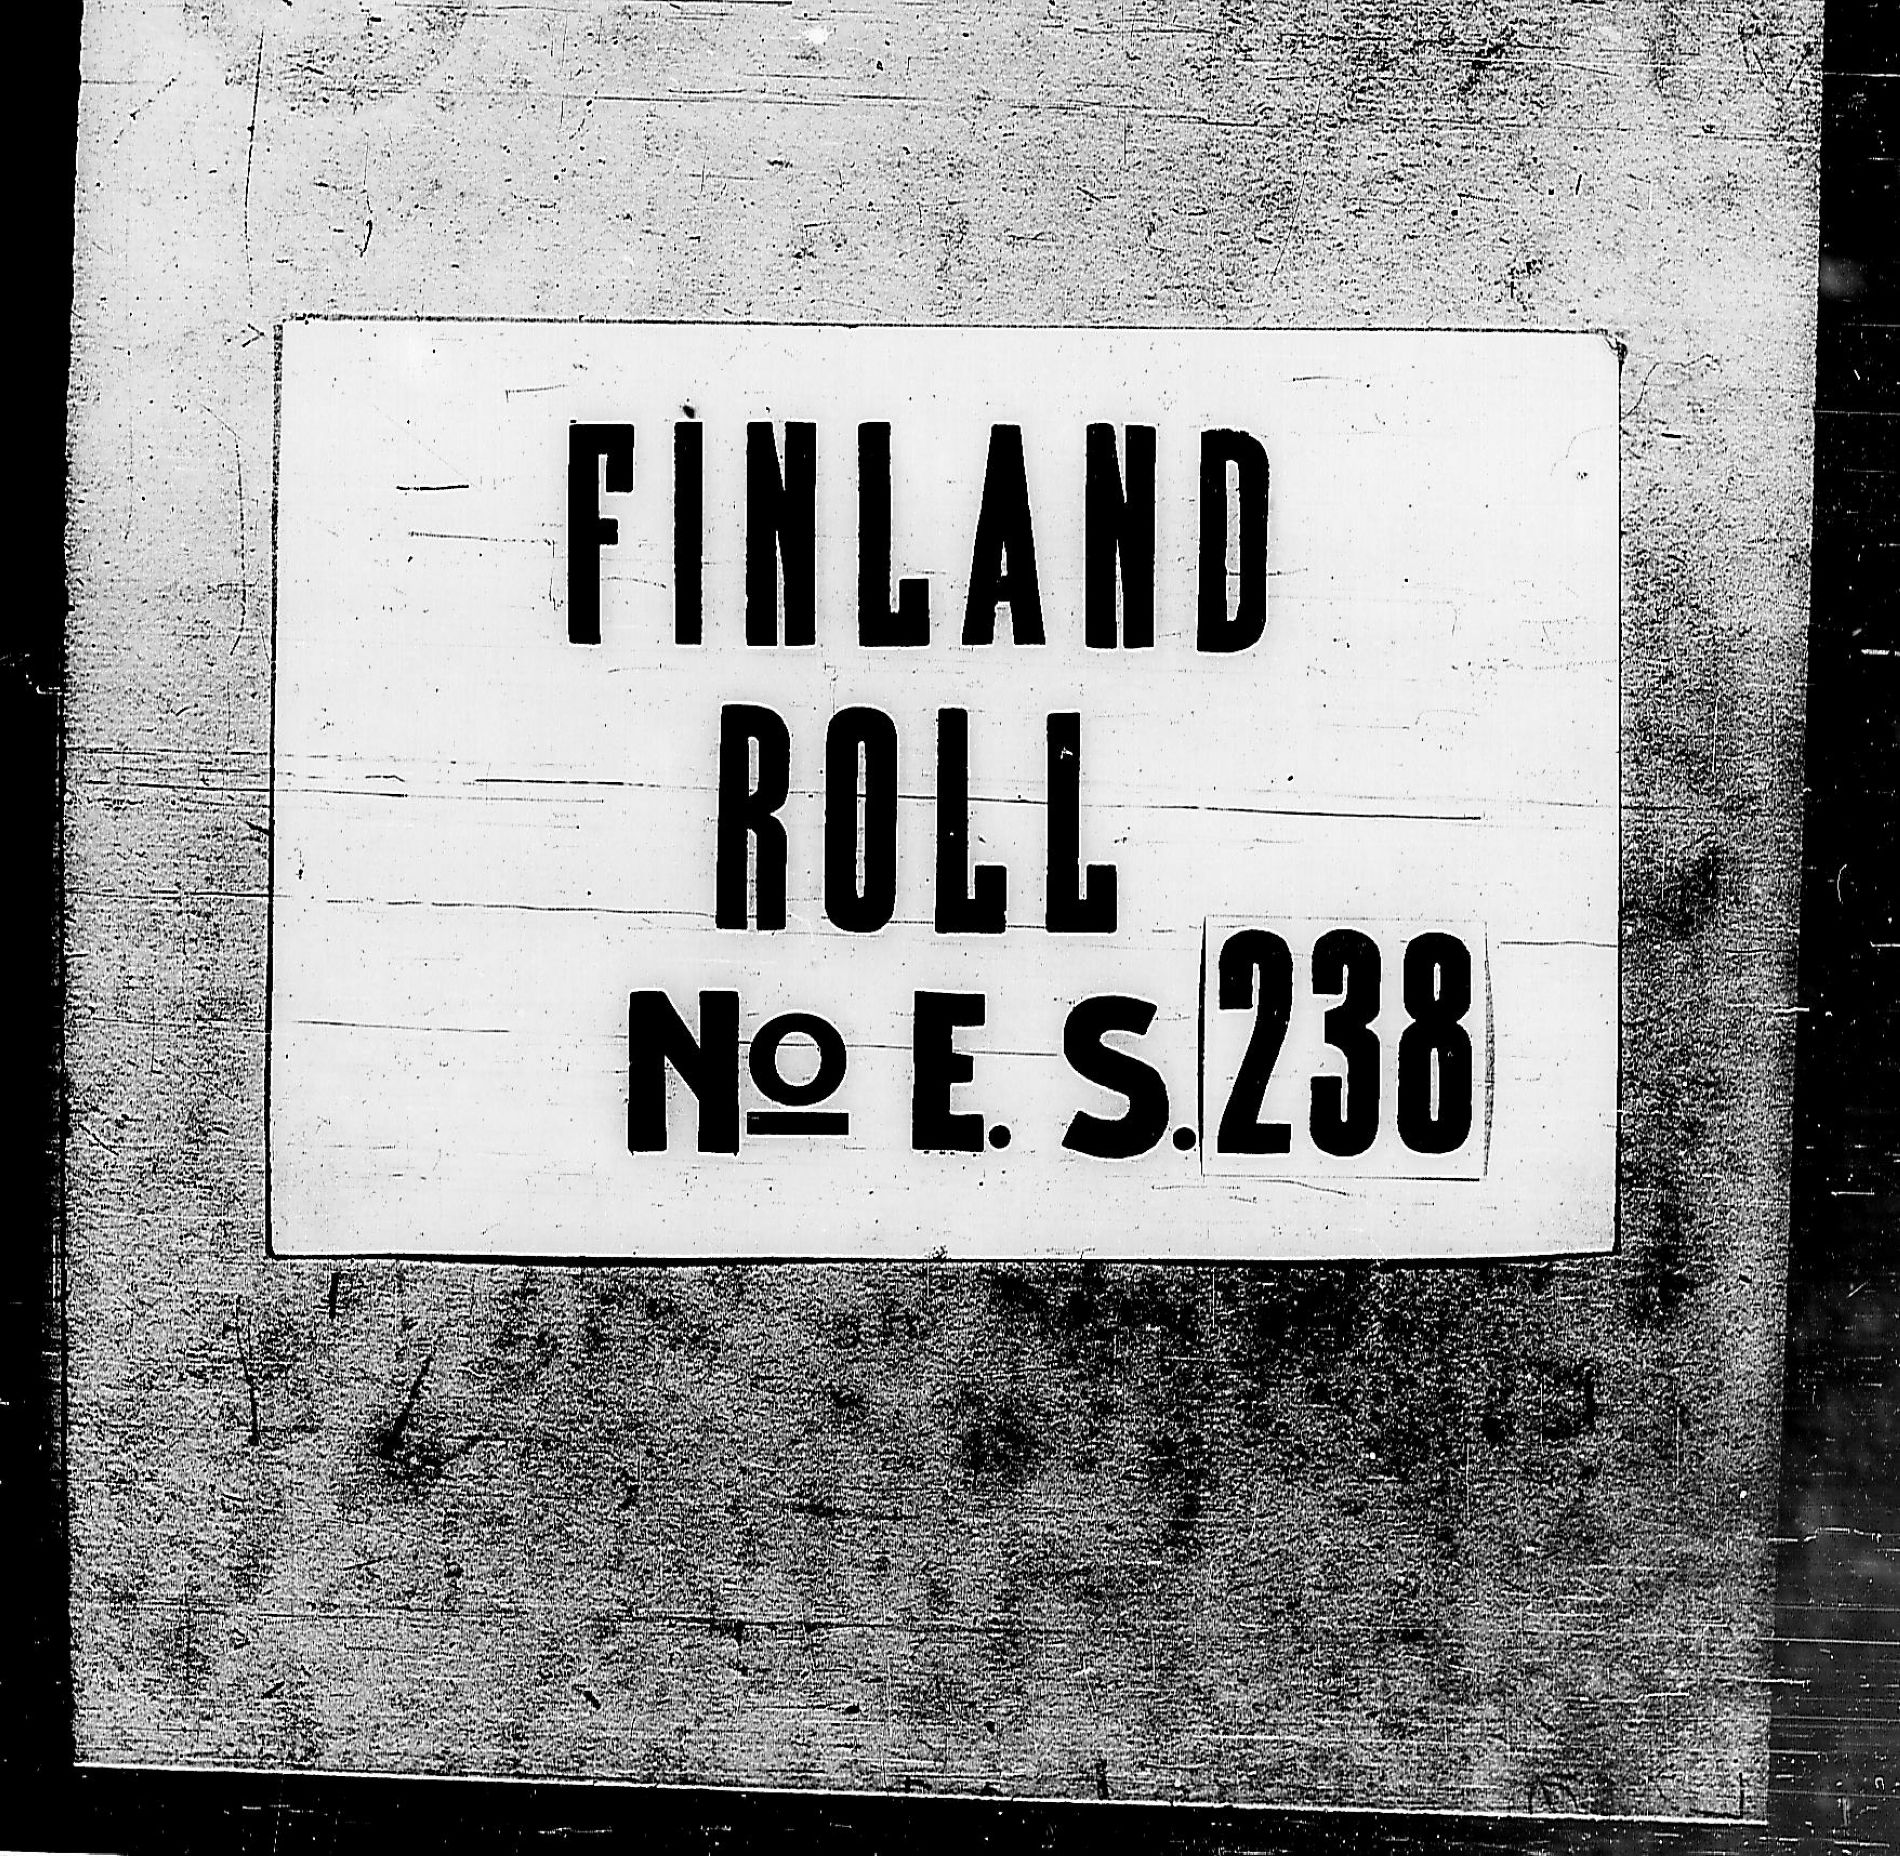 FINLAND
ROLL
Nº E. S. 238